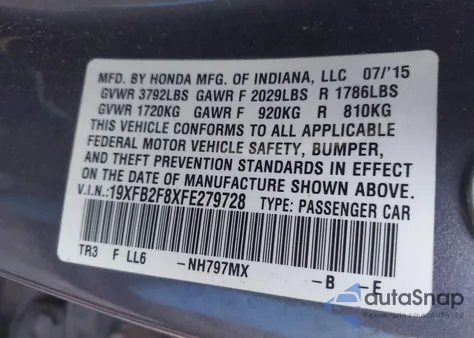 MFD. BY HONDA MFG. OF INDIANA, LLC 07/'15
GVWR 3792LBS GAWR F 2029LBS R 1786LBS
GVWR 1720KG GAWR F 920KG R 810KG
THIS VEHICLE CONFORMS TO ALL APPLICABLE
FEDERAL MOTOR VEHICLE SAFETY, BUMPER,
AND THEFT PREVENTION STANDARDS IN EFFECT
ON THE DATE OF MANUFACTURE SHOWN ABOVE.
V.I.N.:19XFB2F8XFE279728 TYPE: PASSENGER CAR
TR3 F LL6 -NH797MX -B -E
autaSnap